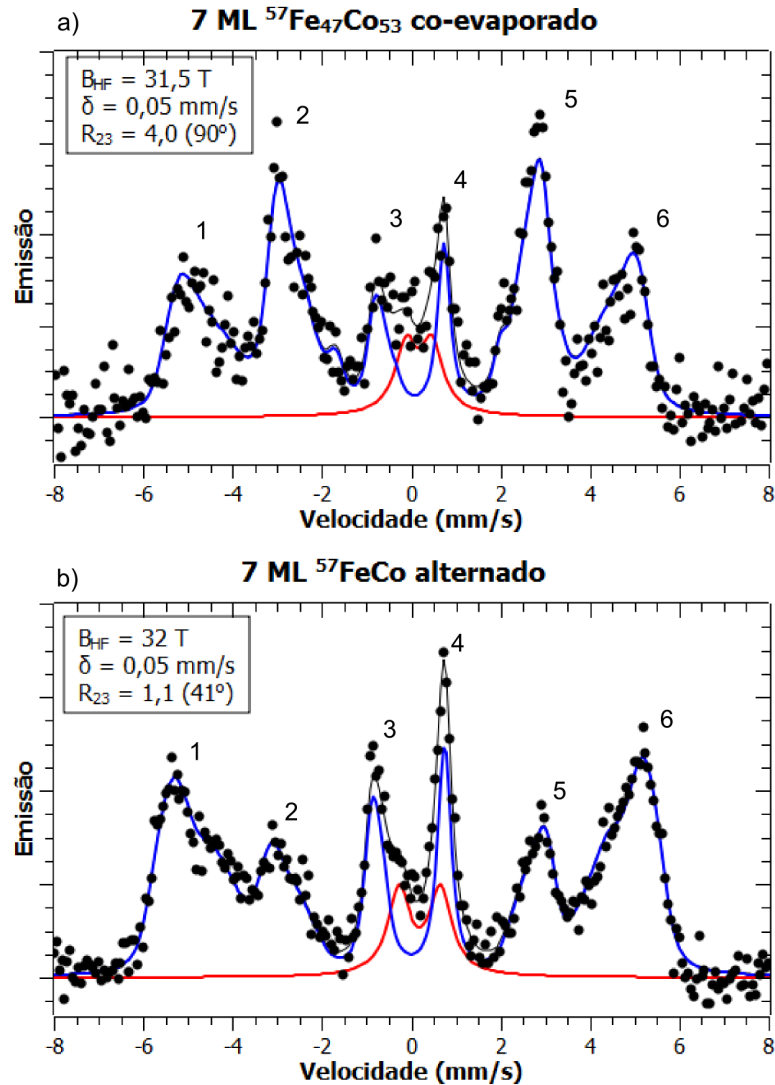 a)
7 ML ⁵⁷Fe₄₇Co₅₃ co-evaporado
B_HF = 31,5 T
δ = 0,05 mm/s
R₂₃ = 4,0 (90º)
1
2
3
4
5
6
Emissão
-8 -6 -4 -2 0 2 4 6 8
Velocidade (mm/s)
b)
7 ML ⁵⁷FeCo alternado
B_HF = 32 T
δ = 0,05 mm/s
R₂₃ = 1,1 (41º)
1
2
3
4
5
6
Emissão
-8 -6 -4 -2 0 2 4 6 8
Velocidade (mm/s)